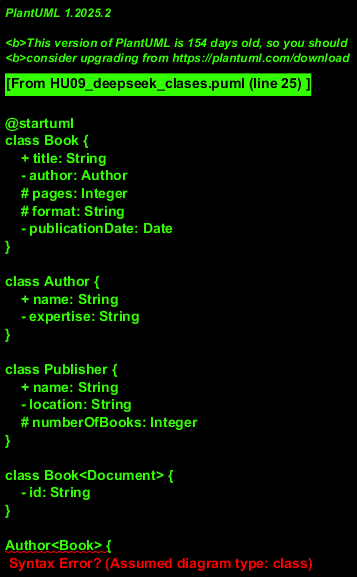 PlantUML 1.2025.2
<b>This version of PlantUML is 154 days old, so you should
<b>consider upgrading from https://plantuml.com/download
[From HU09_deepseek_clases.puml (line 25) ]
@startuml
class Book {
+ title: String
- author: Author
# pages: Integer
# format: String
- publicationDate: Date
}
class Author {
+ name: String
- expertise: String
}
class Publisher {
+ name: String
- location: String
# numberOfBooks: Integer
}
class Book<Document> {
- id: String
}
Author<Book> {
Syntax Error? (Assumed diagram type: class)